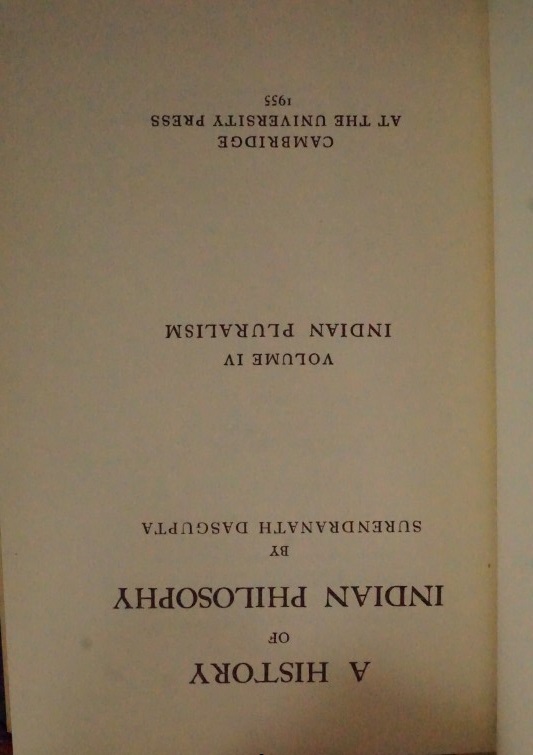 A HISTORY
OF
INDIAN PHILOSOPHY
BY
SURENDRANATH DASGUPTA
VOLUME IV
INDIAN PLURALISM
CAMBRIDGE
AT THE UNIVERSITY PRESS
1955